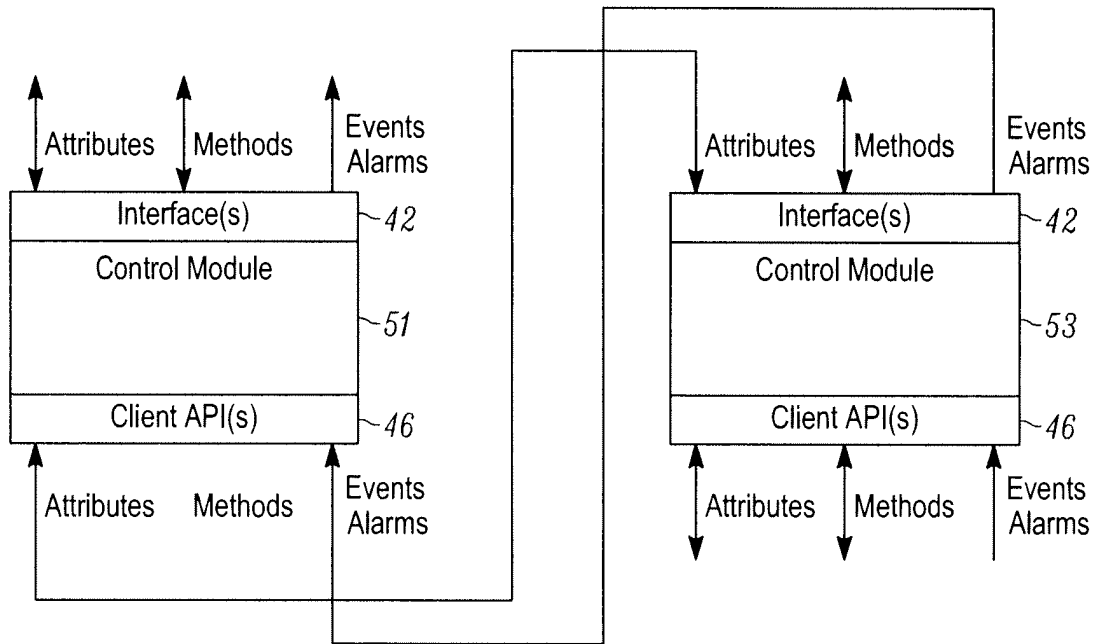 Attributes
Methods
Events
Alarms
Interface(s)
42
Control Module
51
Client API(s)
46
Attributes
Methods
Events
Alarms
Attributes
Methods
Events
Alarms
Interface(s)
42
Control Module
53
Client API(s)
46
Attributes
Methods
Events
Alarms